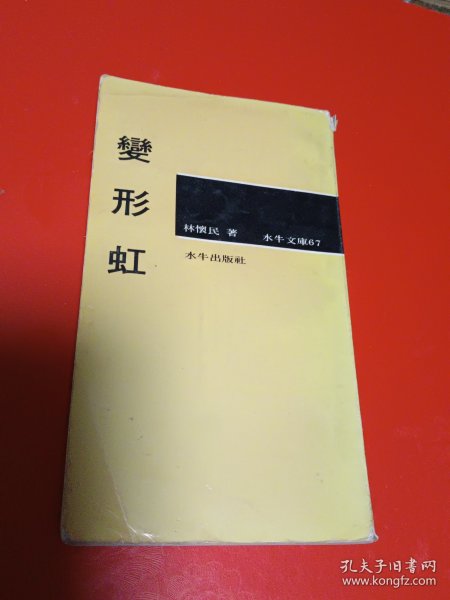 變形虹
林懷民 著 水牛文庫67
水牛出版社
孔夫子旧书网
www.kongfz.com